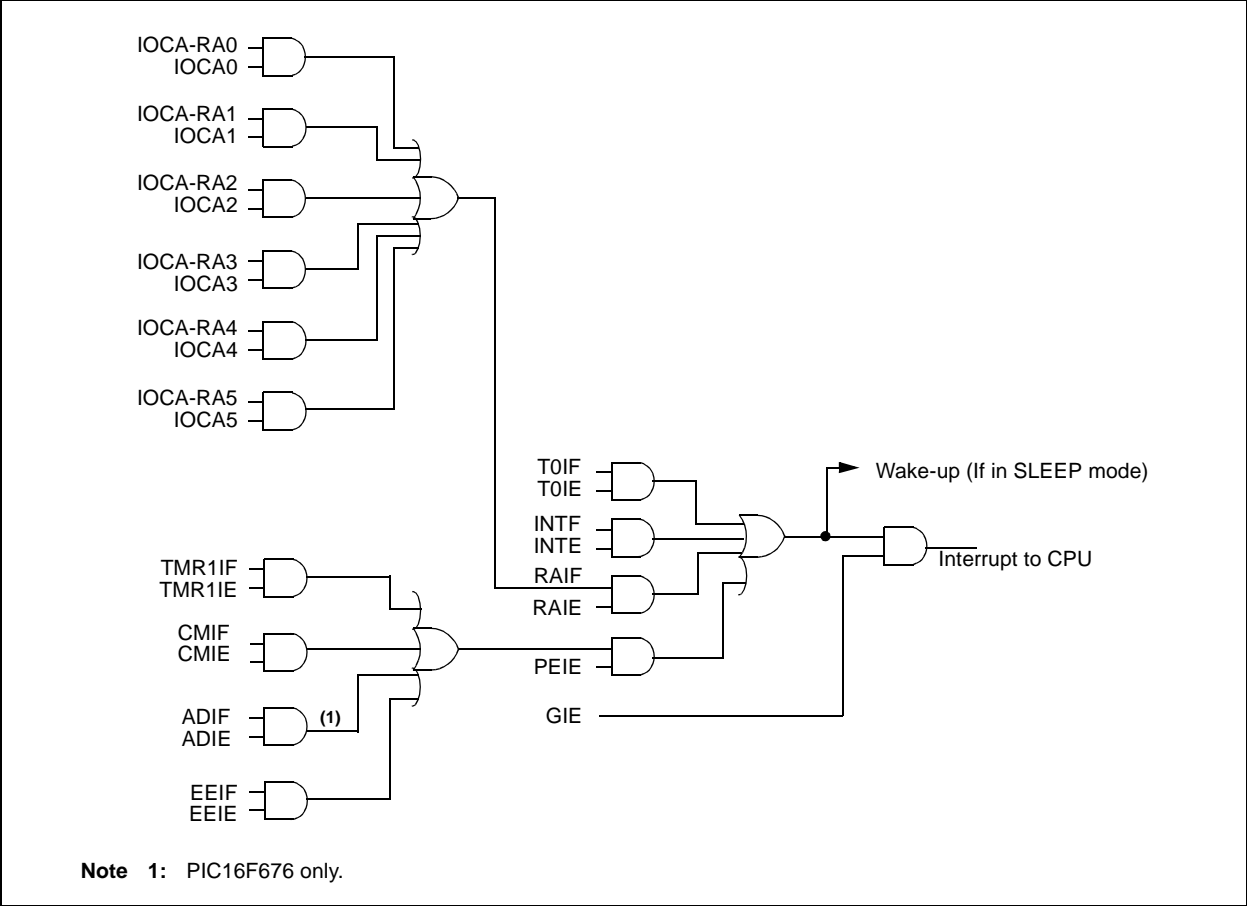 IOCA-RA0
IOCA0
IOCA-RA1
IOCA1
IOCA-RA2
IOCA2
IOCA-RA3
IOCA3
IOCA-RA4
IOCA4
IOCA-RA5
IOCA5
T0IF
T0IE
Wake-up (If in SLEEP mode)
INTF
INTE
Interrupt to CPU
TMR1IF
TMR1IE
RAIF
RAIE
CMIF
CMIE
PEIE
ADIF
ADIE
(1)
GIE
EEIF
EEIE
Note 1: PIC16F676 only.